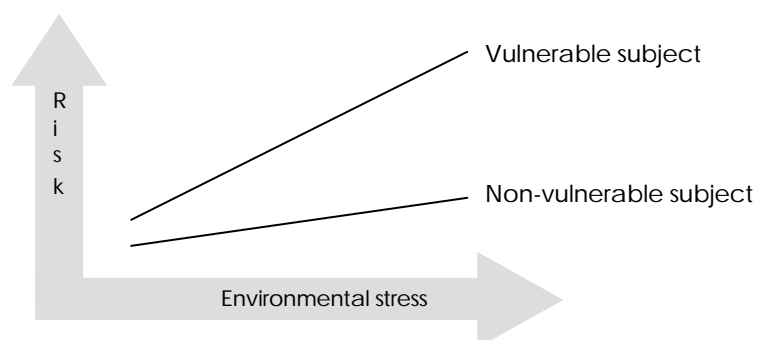 Vulnerable subject
R
i
s
k
Non-vulnerable subject
Environmental stress